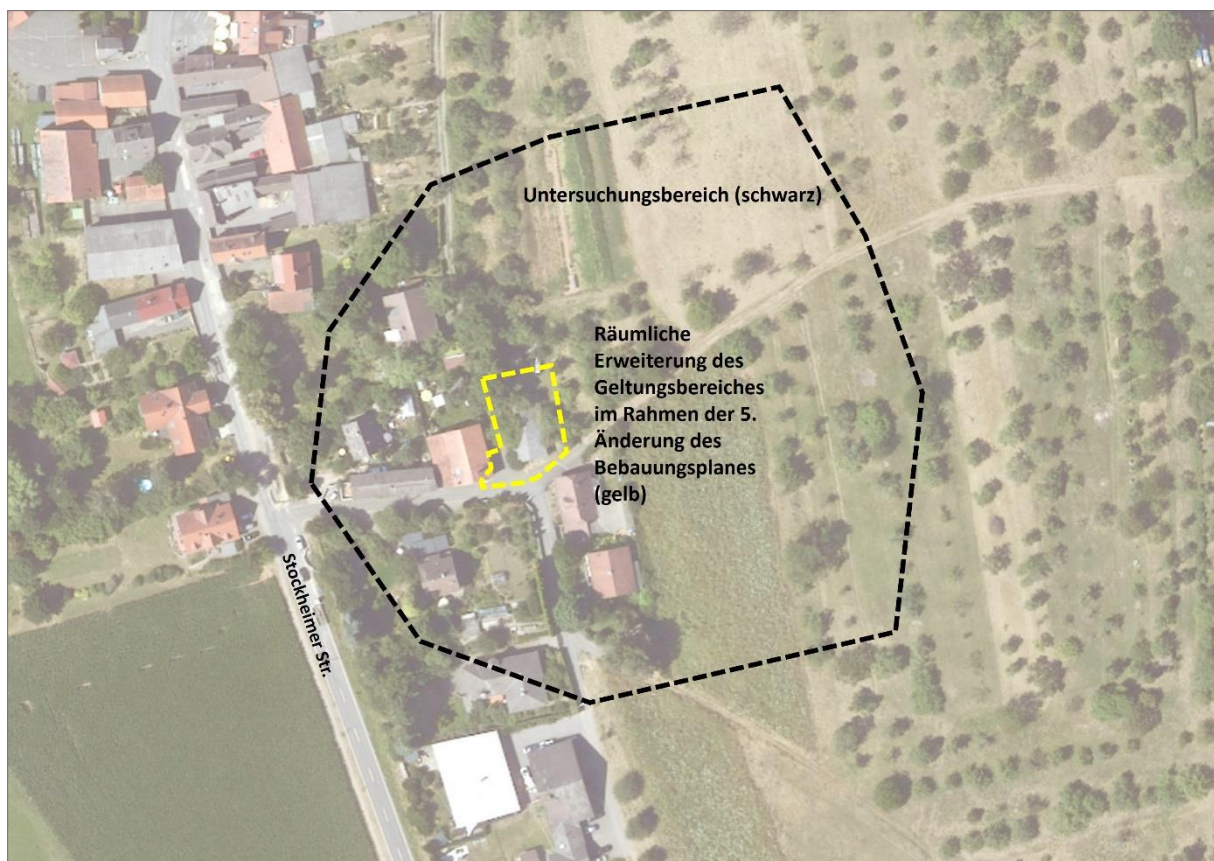 Untersuchungsbereich (schwarz)
Räumliche
Erweiterung des
Geltungsbereiches
im Rahmen der 5.
Änderung des
Bebauungsplanes
(gelb)
Stockheimer Str.